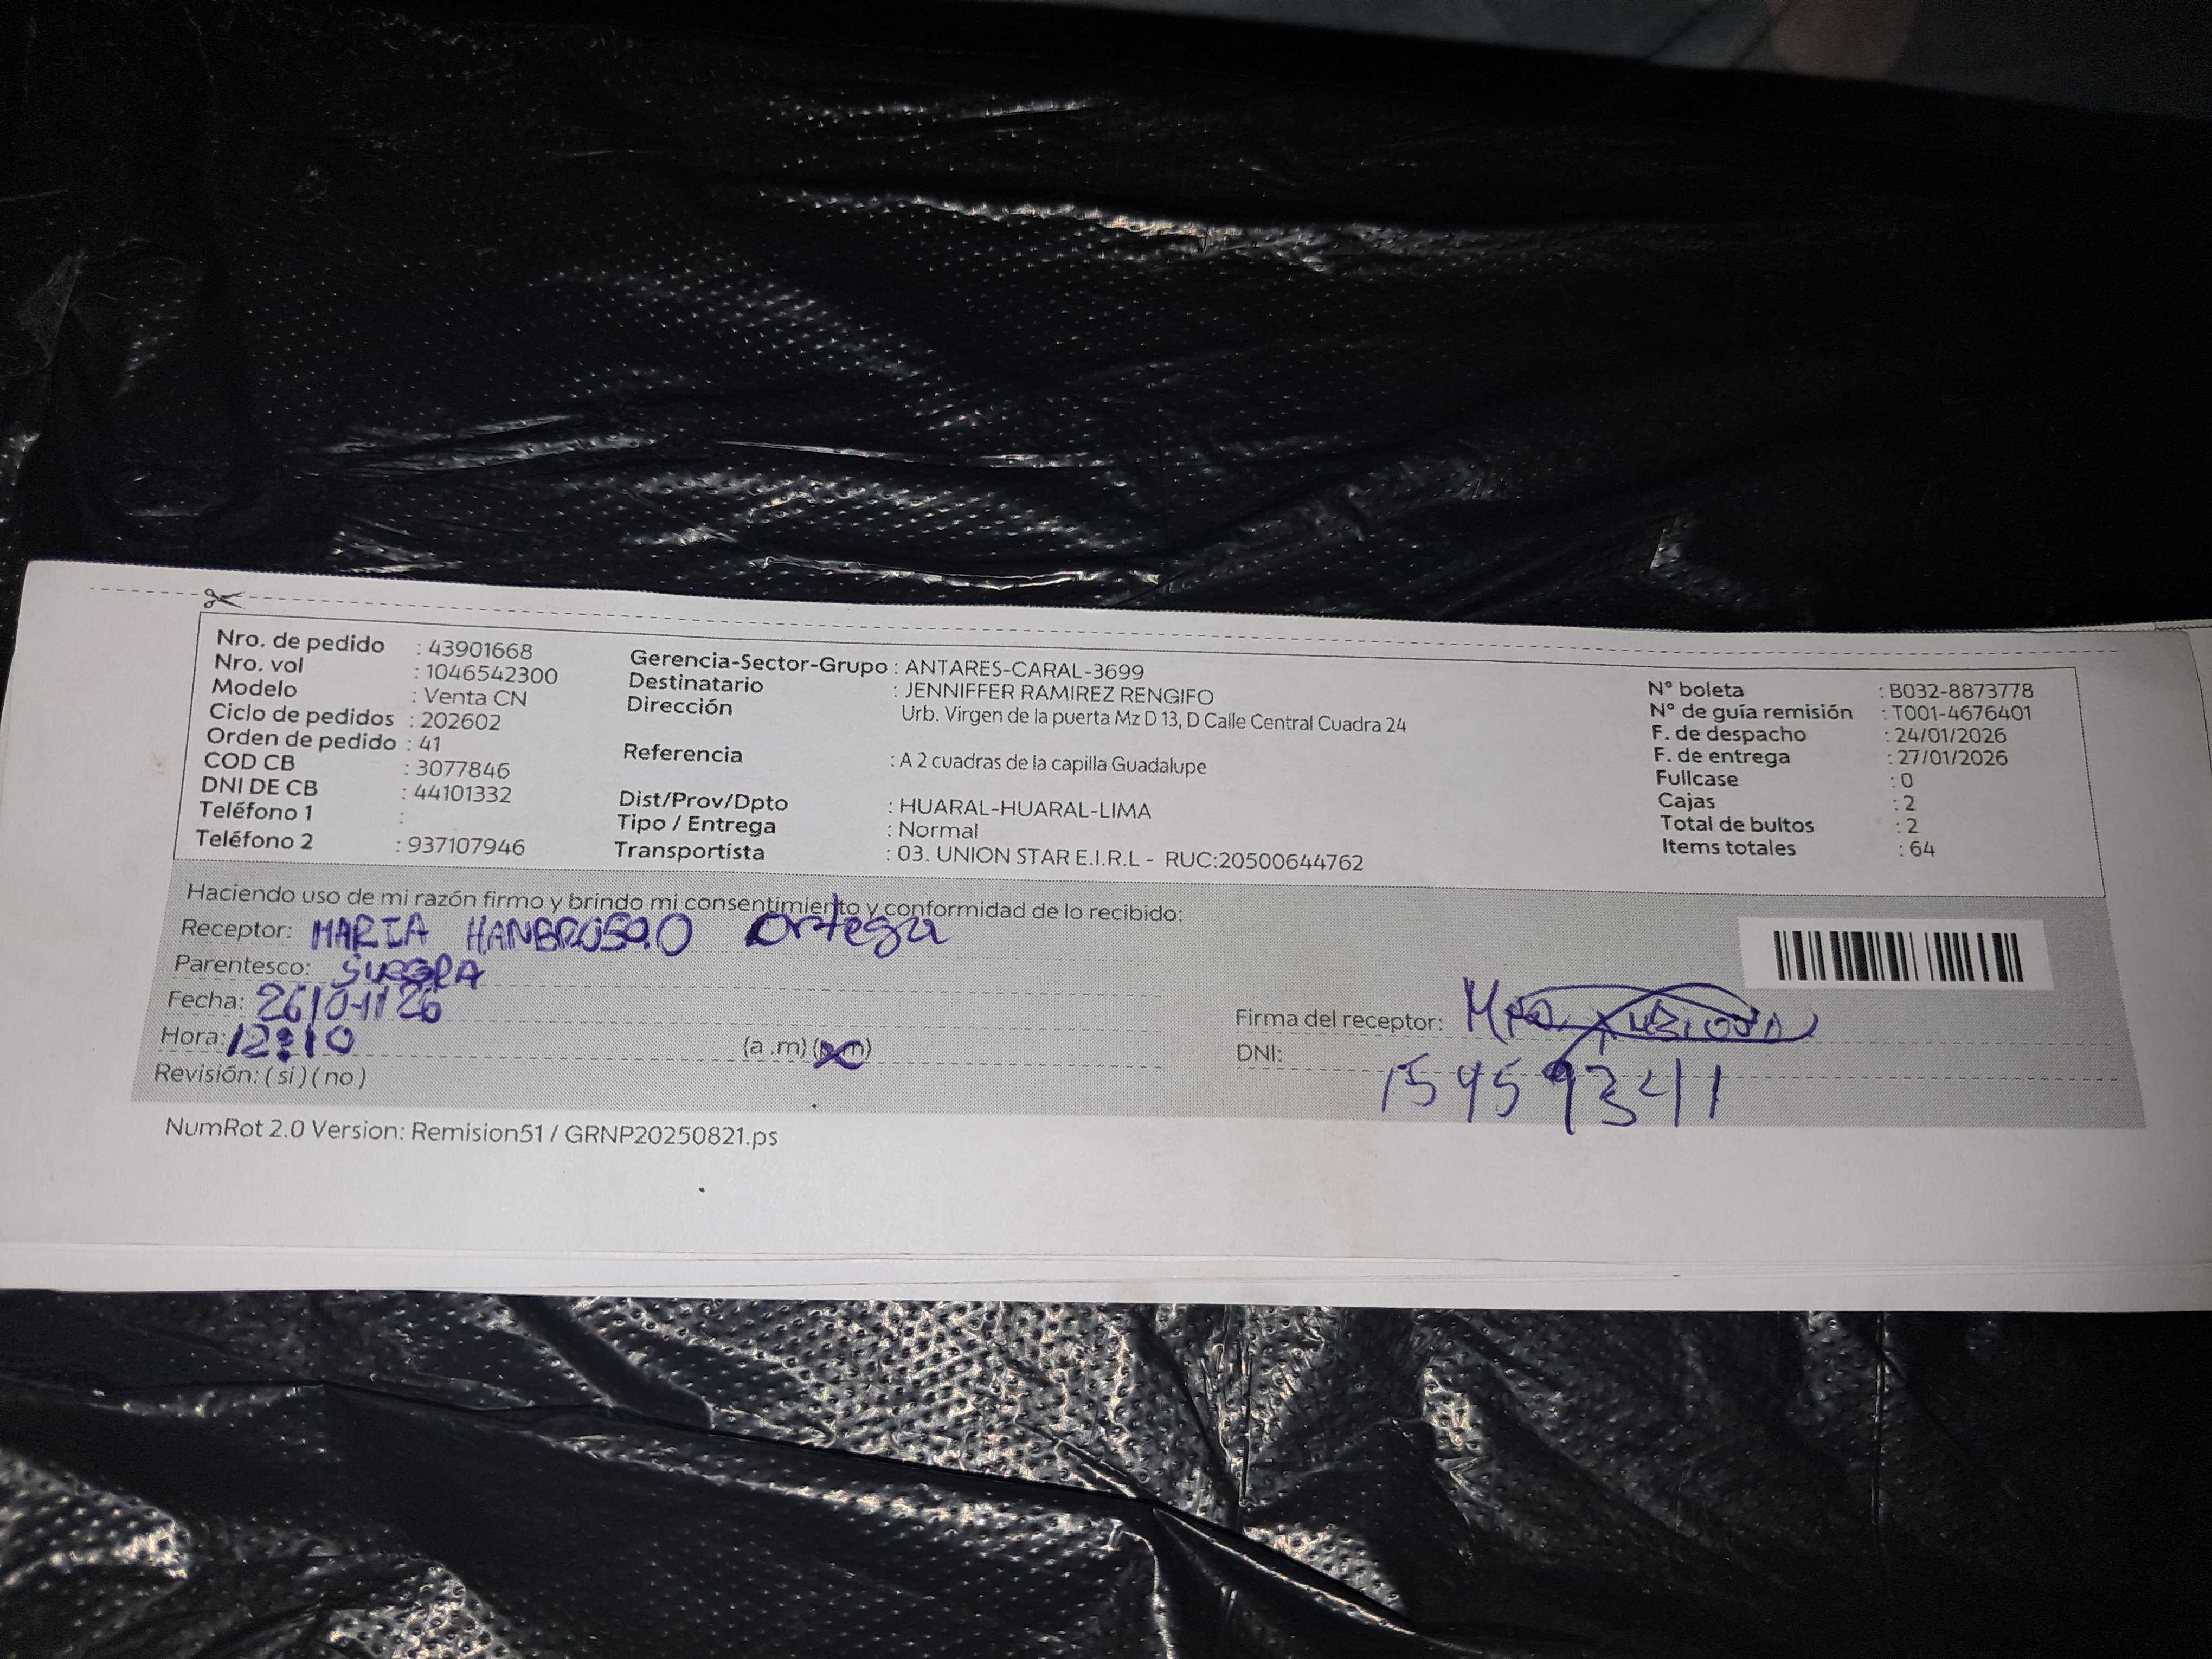 Nro. de pedido : 43901668
Nro. vol : 1046542300
Modelo : Venta CN
Ciclo de pedidos : 202602
Orden de pedido : 41
COD CB : 3077846
DNI DE CB : 44101332
Teléfono 1 :
Teléfono 2 : 937107946
Gerencia-Sector-Grupo : ANTARES-CARAL-3699
Destinatario : JENNIFFER RAMIREZ RENGIFO
Dirección Urb. Virgen de la puerta Mz D 13, D Calle Central Cuadra 24
Referencia : A 2 cuadras de la capilla Guadalupe
Dist/Prov/Dpto : HUARAL-HUARAL-LIMA
Tipo / Entrega : Normal
Transportista : 03. UNION STAR E.I.R.L - RUC:20500644762
N° boleta : B032-8873778
N° de guía remisión : T001-4676401
F. de despacho : 24/01/2026
F. de entrega : 27/01/2026
Fullcase : 0
Cajas : 2
Total de bultos : 2
Items totales : 64
Haciendo uso de mi razón firmo y brindo mi consentimiento y conformidad de lo recibido:
Receptor: MARIA Ortega
Parentesco: SUEGRA
Fecha: 26/01/26
Hora: 12:10 (a .m) (p.m)
Revisión: ( si ) ( no )
Firma del receptor:
DNI: 15959341
NumRot 2.0 Version: Remision51 / GRNP20250821.ps